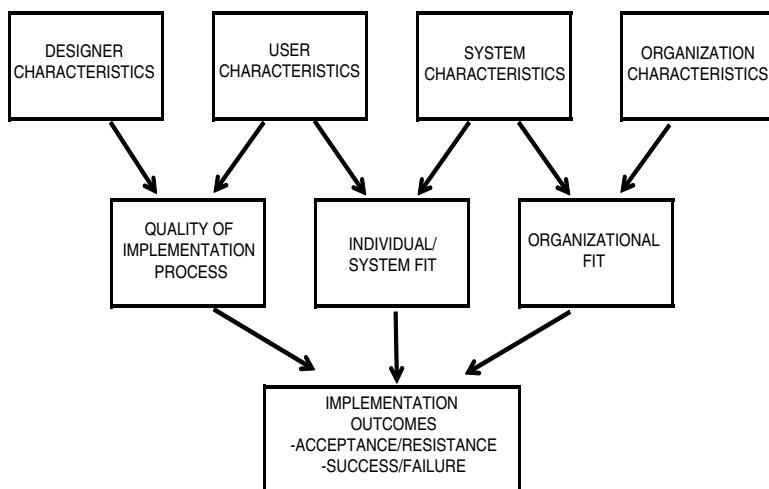 DESIGNER
CHARACTERISTICS
USER
CHARACTERISTICS
SYSTEM
CHARACTERISTICS
ORGANIZATION
CHARACTERISTICS
QUALITY OF
IMPLEMENTATION
PROCESS
INDIVIDUAL/
SYSTEM FIT
ORGANIZATIONAL
FIT
IMPLEMENTATION
OUTCOMES
-ACCEPTANCE/RESISTANCE
-SUCCESS/FAILURE